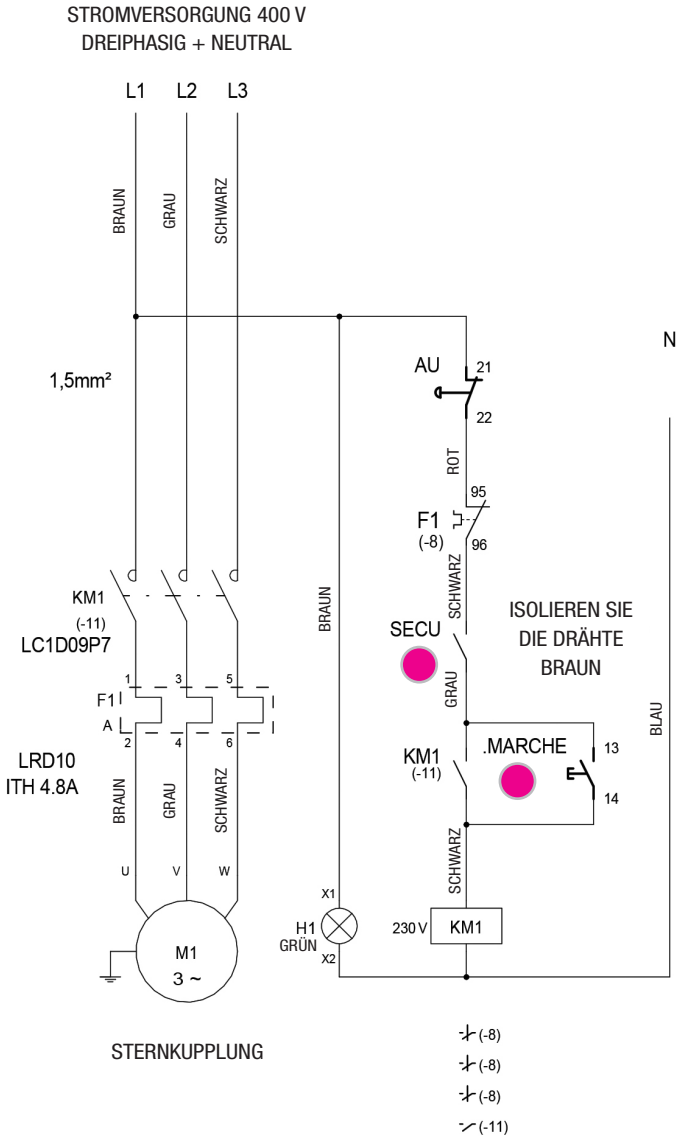 STROMVERSORGUNG 400 V
DREIPHASIG + NEUTRAL
L1 L2 L3
BRAUN
GRAU
SCHWARZ
N
1,5mm²
AU
21
22
ROT
95
F1
(-8)
96
SCHWARZ
KM1
(-11)
LC1D09P7
BRAUN
SECU
ISOLIEREN SIE
DIE DRÄHTE
BRAUN
GRAU
BLAU
1 3 5
F1
A
2 4 6
LRD10
ITH 4.8A
KM1
(-11)
.MARCHE
13
14
BRAUN
GRAU
SCHWARZ
SCHWARZ
U V W
X1
H1
GRÜN
X2
230 V
KM1
M1
3 ~
STERNKUPPLUNG
(-8)
(-8)
(-8)
(-11)